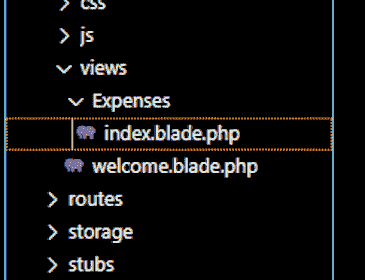 css
js
views
Expenses
index.blade.php
welcome.blade.php
routes
storage
stubs